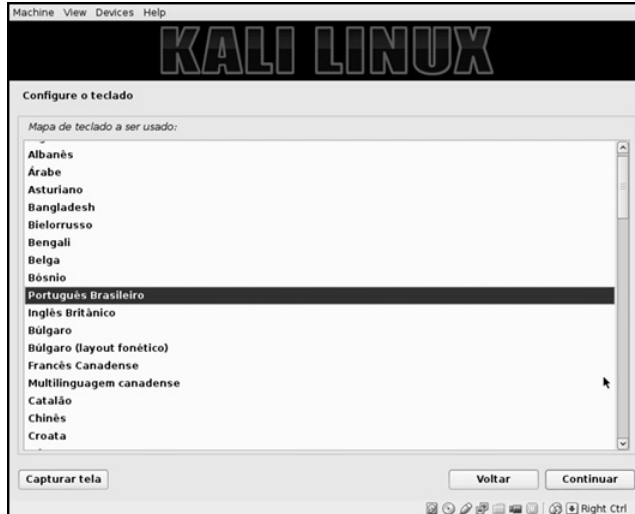 Machine View Devices Help
KALI LINUX
Configure o teclado
Mapa de teclado a ser usado:
Albanês
Árabe
Asturiano
Bangladesh
Bielorrusso
Bengali
Belga
Bósnio
Português Brasileiro
Inglês Britânico
Búlgaro
Búlgaro (layout fonético)
Francês Canadense
Multilinguagem canadense
Catalão
Chinês
Croata
Capturar tela Voltar Continuar
Right Ctrl